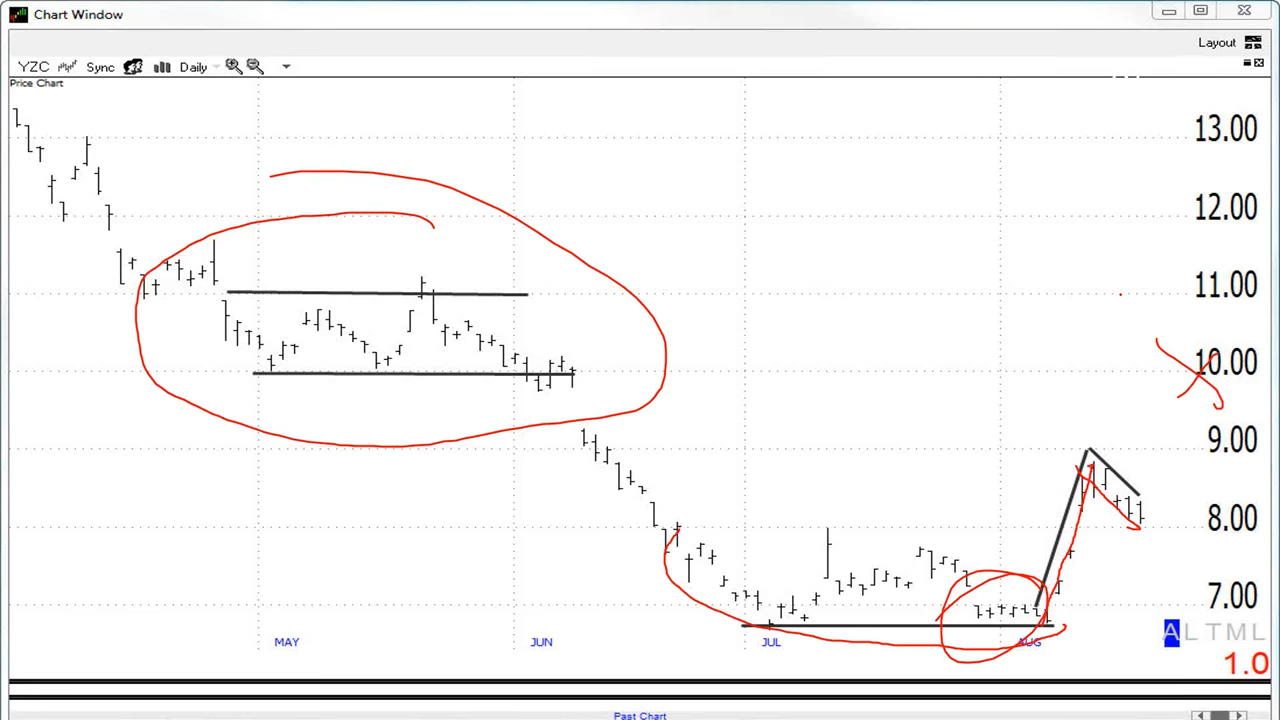 Chart Window
Layout
YZC Sync Daily
Price Chart
13.00
12.00
11.00
10.00
9.00
8.00
7.00
MAY JUN JUL AUG
ALTML
1.0
Past Chart